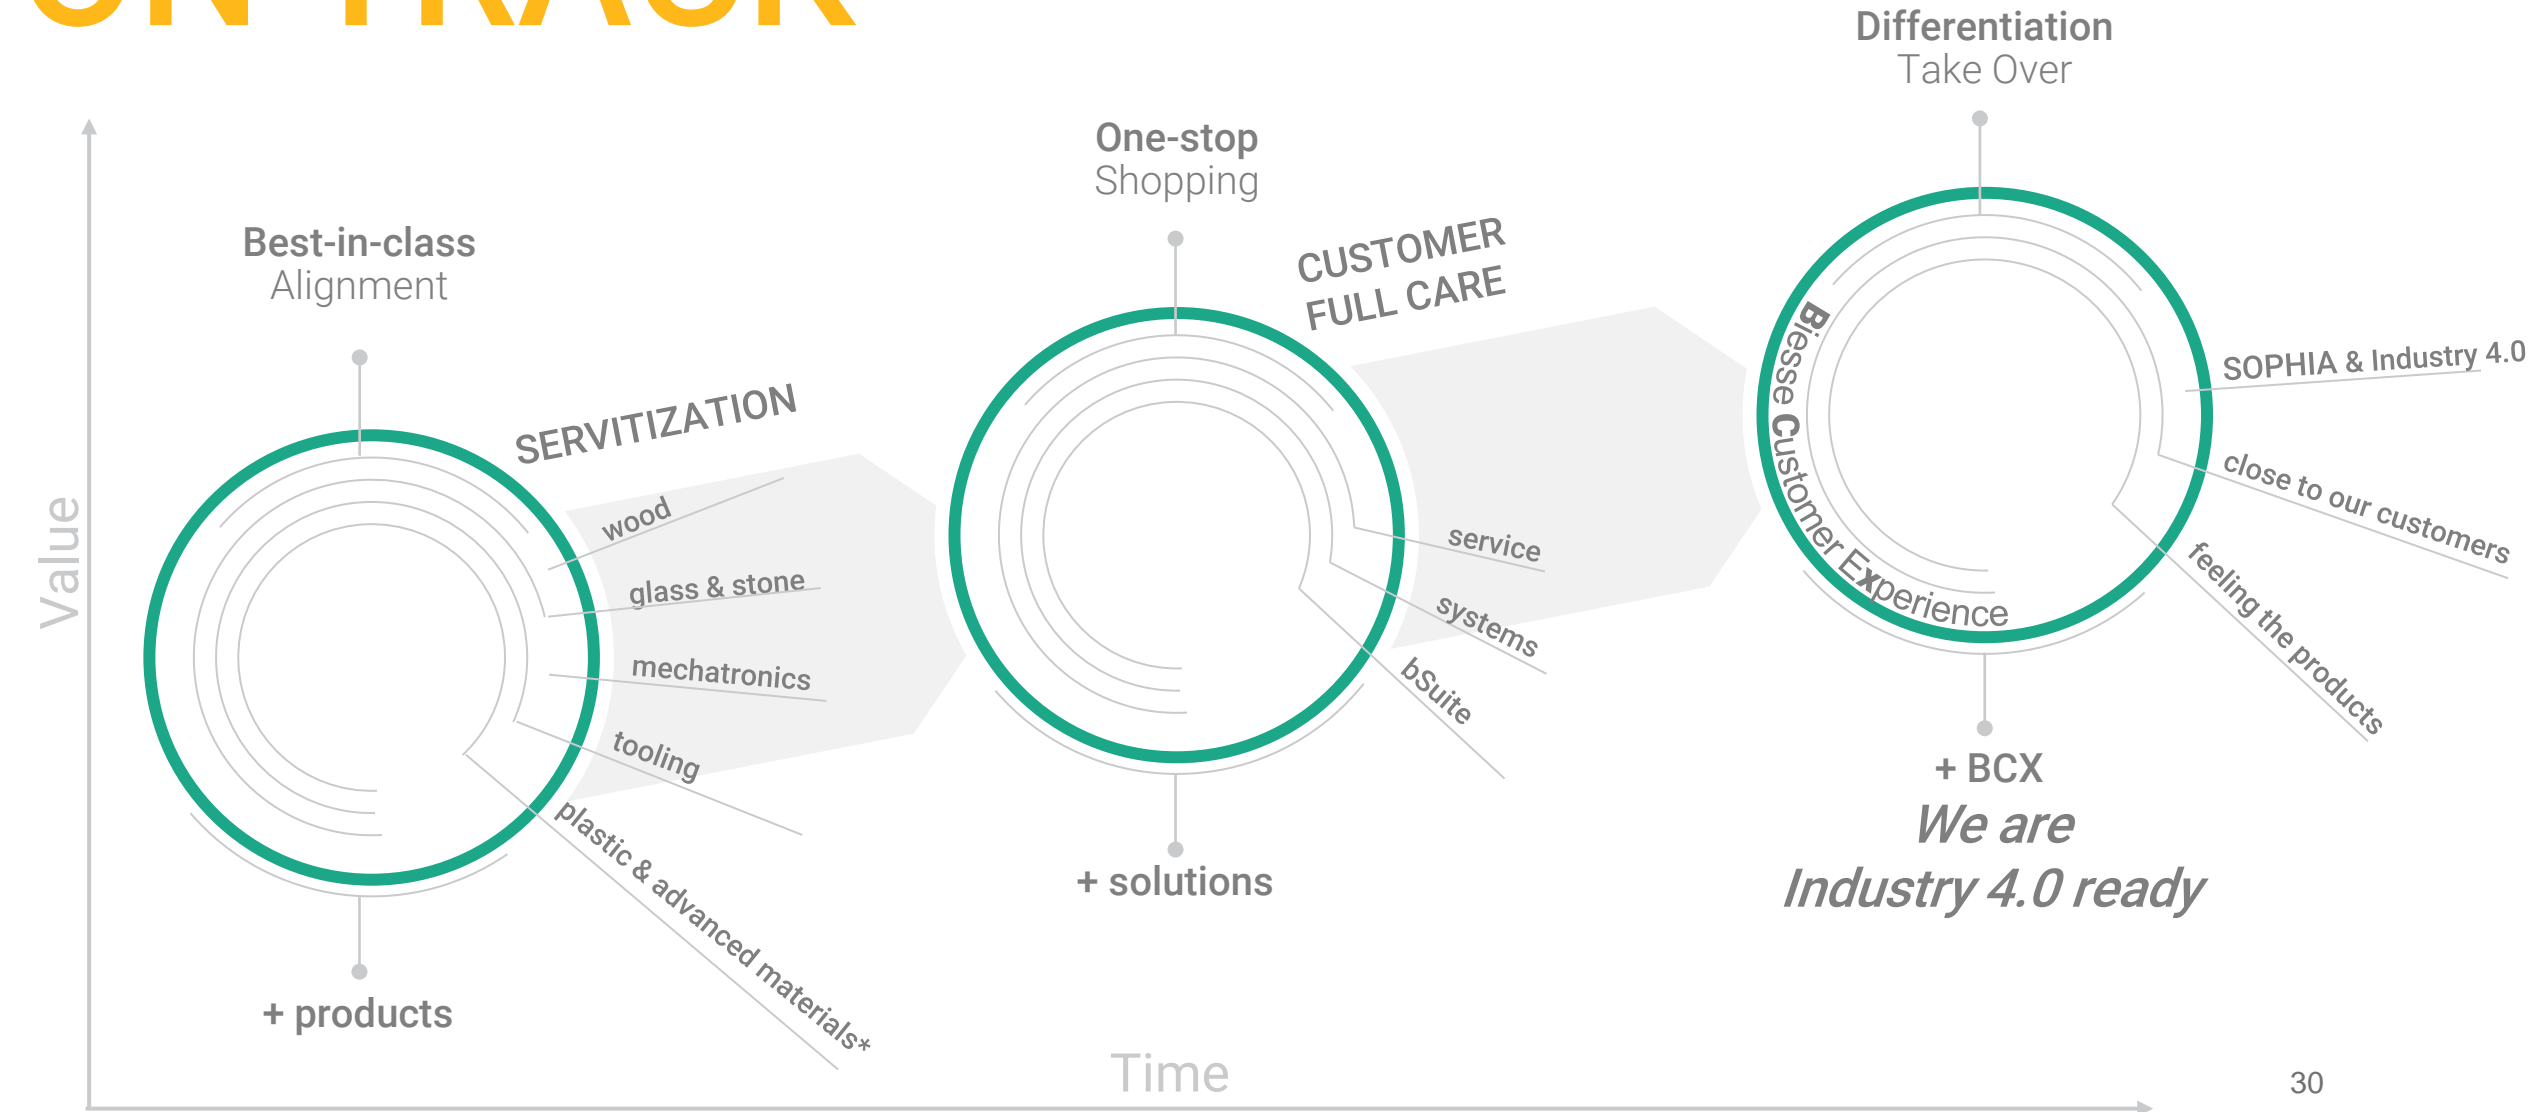 ON TRACK
Differentiation
Take Over
One-stop
Shopping
Best-in-class
Alignment
CUSTOMER
FULL CARE
SERVITIZATION
Value
wood
glass & stone
mechatronics
tooling
plastic & advanced materials*
+ products
service
systems
bSuite
+ solutions
Biesse Customer Experience
SOPHIA & Industry 4.0
close to our customers
feeling the products
+ BCX
We are
Industry 4.0 ready
Time
30